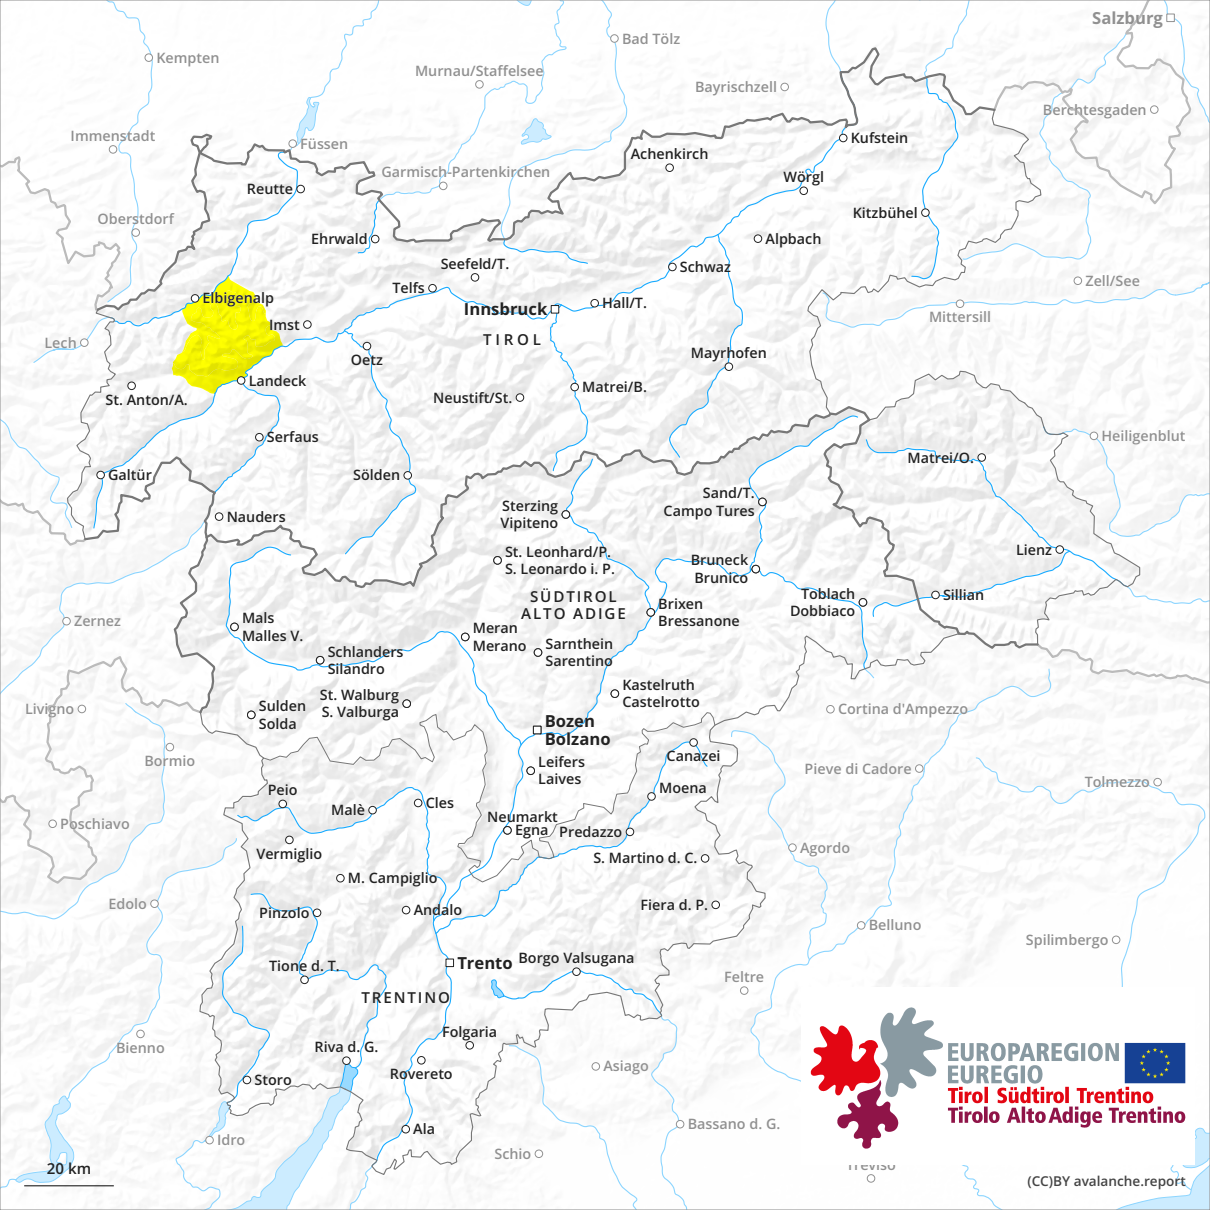 Salzburg
Bad Tölz
Kempten
Murnau/Staffelsee
Bayrischzell
Berchtesgaden
Immenstadt
Füssen
Kufstein
Achenkirch
Garmisch-Partenkirchen
Wörgl
Reutte
Oberstdorf
Kitzbühel
Ehrwald
Alpbach
Seefeld/T.
Schwaz
Zell/See
Telfs
Elbigenalp
Hall/T.
Innsbruck
Mittersill
Imst
Lech
TIROL
Oetz
Mayrhofen
Landeck
Matrei/B.
St. Anton/A.
Neustift/St.
Serfaus
Heiligenblut
Matrei/O.
Galtür
Sölden
Sand/T.
Campo Tures
Sterzing
Vipiteno
Nauders
Lienz
St. Leonhard/P.
S. Leonardo i. P.
Bruneck
Brunico
SÜDTIROL
ALTO ADIGE
Toblach
Dobbiaco
Sillian
Brixen
Bressanone
Zernez
Mals
Malles V.
Meran
Merano
Sarnthein
Sarentino
Schlanders
Silandro
Kastelruth
Castelrotto
St. Walburg
S. Valburga
Sulden
Solda
Livigno
Cortina d'Ampezzo
Bozen
Bolzano
Bormio
Canazei
Leifers
Laives
Pieve di Cadore
Tolmezzo
Peio
Moena
Malè
Cles
Neumarkt
Egna
Predazzo
Poschiavo
Vermiglio
Agordo
S. Martino d. C.
M. Campiglio
Edolo
Pinzolo
Andalo
Fiera d. P.
Belluno
Spilimbergo
Trento
Borgo Valsugana
Tione d. T.
Feltre
TRENTINO
Folgaria
Bienno
Riva d. G.
Rovereto
Asiago
Storo
EUROPAREGION
EUREGIO
Tirol Südtirol Trentino
Tirolo Alto Adige Trentino
Ala
Bassano d. G.
Idro
Schio
Treviso
20 km
(CC)BY avalanche.report